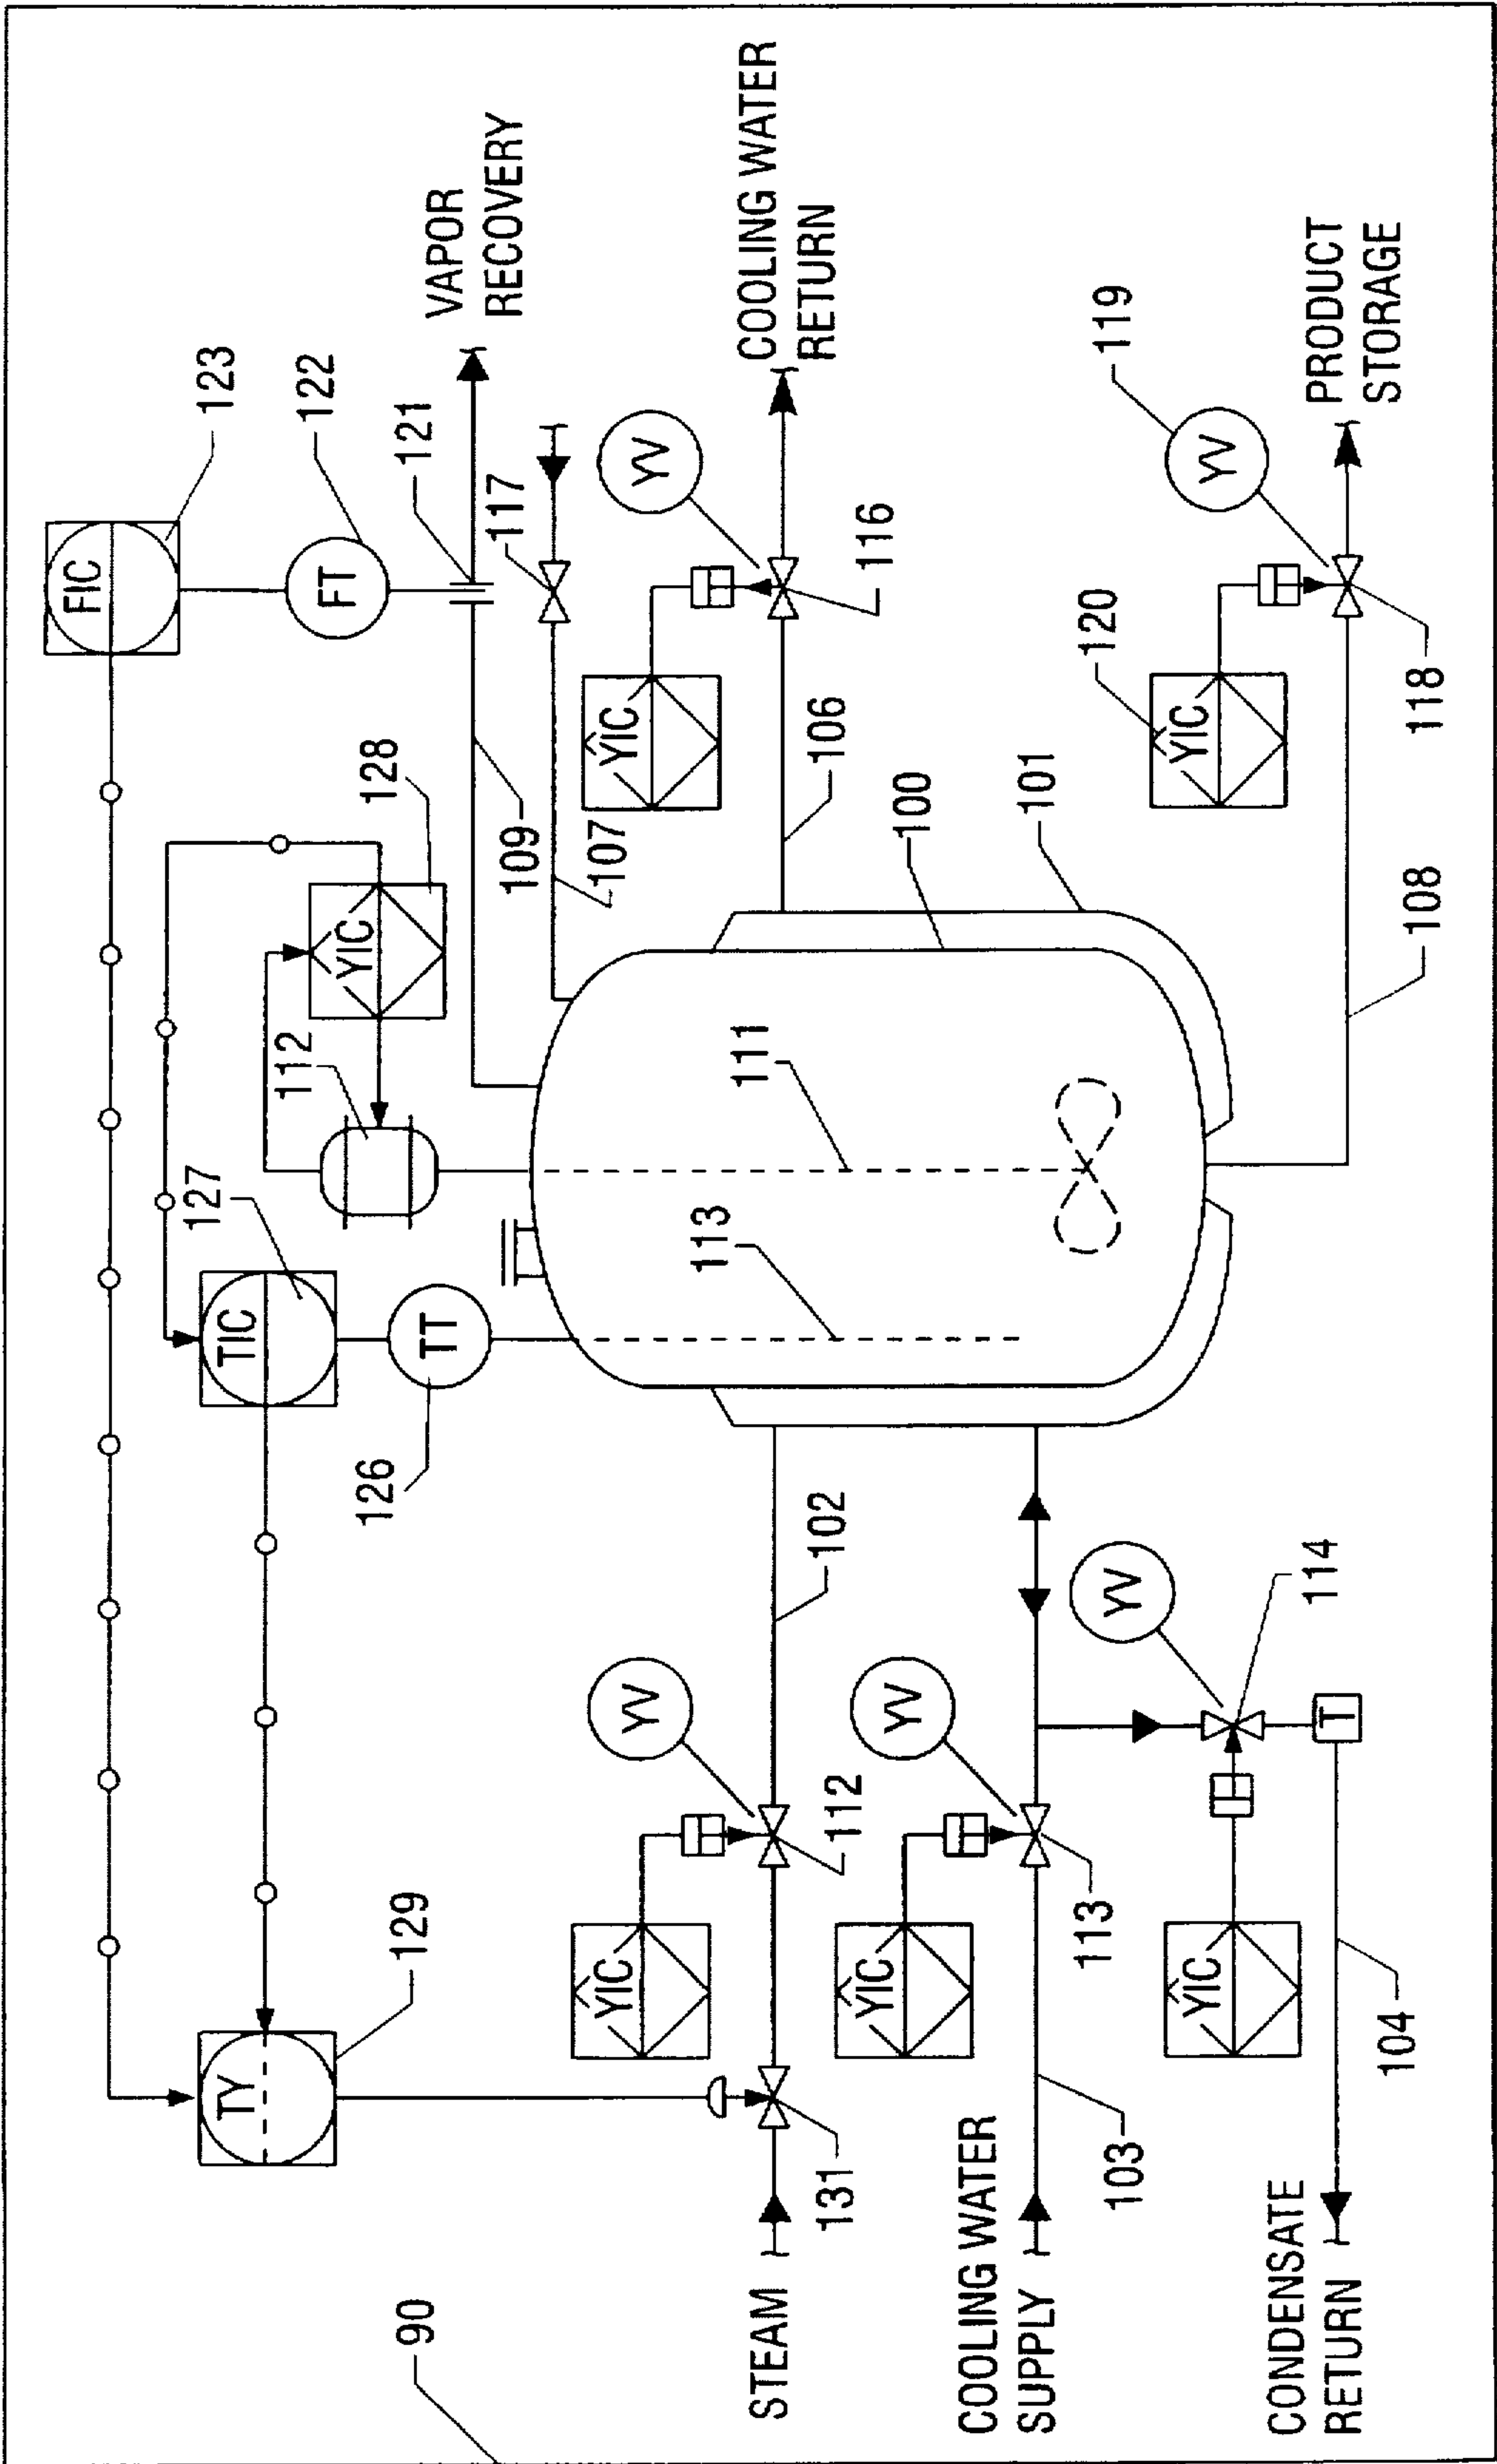 90
FIC
123
FT
122
VAPOR
RECOVERY
121
117
TY
129
TIC
127
TT
126
112
YIC
128
109
107
YIC
YV
116
COOLING WATER
RETURN
106
100
101
111
113
STEAM
131
YIC
YV
112
102
COOLING WATER
SUPPLY
103
YIC
YV
113
YIC
YV
114
T
CONDENSATE
RETURN
104
YIC
120
YV
119
118
PRODUCT
STORAGE
108